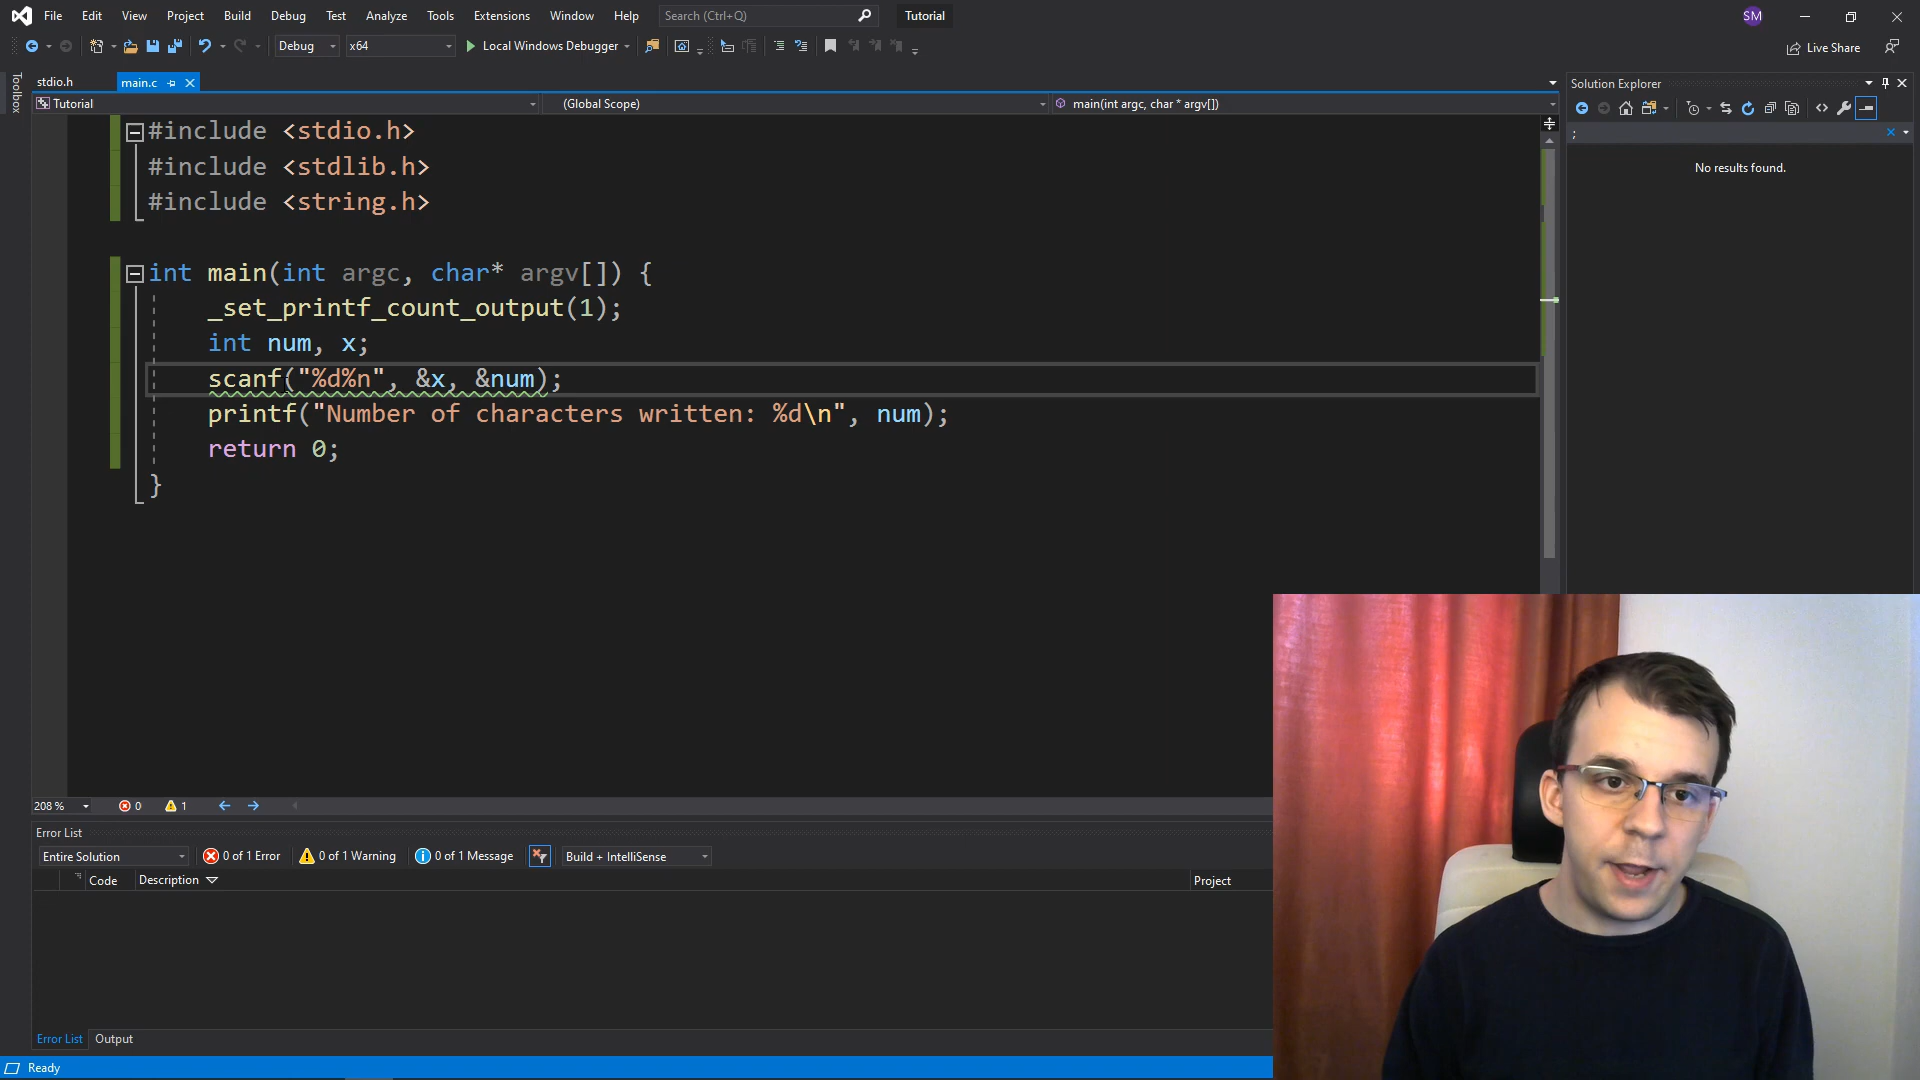 File Edit View Project Build Debug Test Analyze Tools Extensions Window Help Search (Ctrl+Q) Tutorial SM
Debug x64 Local Windows Debugger Live Share
Toolbox
stdio.h main.c
Tutorial (Global Scope) main(int argc, char * argv[])
#include <stdio.h>
#include <stdlib.h>
#include <string.h>
int main(int argc, char* argv[]) {
_set_printf_count_output(1);
int num, x;
scanf("%d%n", &x, &num);
printf("Number of characters written: %d\n", num);
return 0;
}
Solution Explorer
;
No results found.
208 % 0 1
Error List
Entire Solution 0 of 1 Error 0 of 1 Warning 0 of 1 Message Build + IntelliSense
Code Description Project
Error List Output
Ready